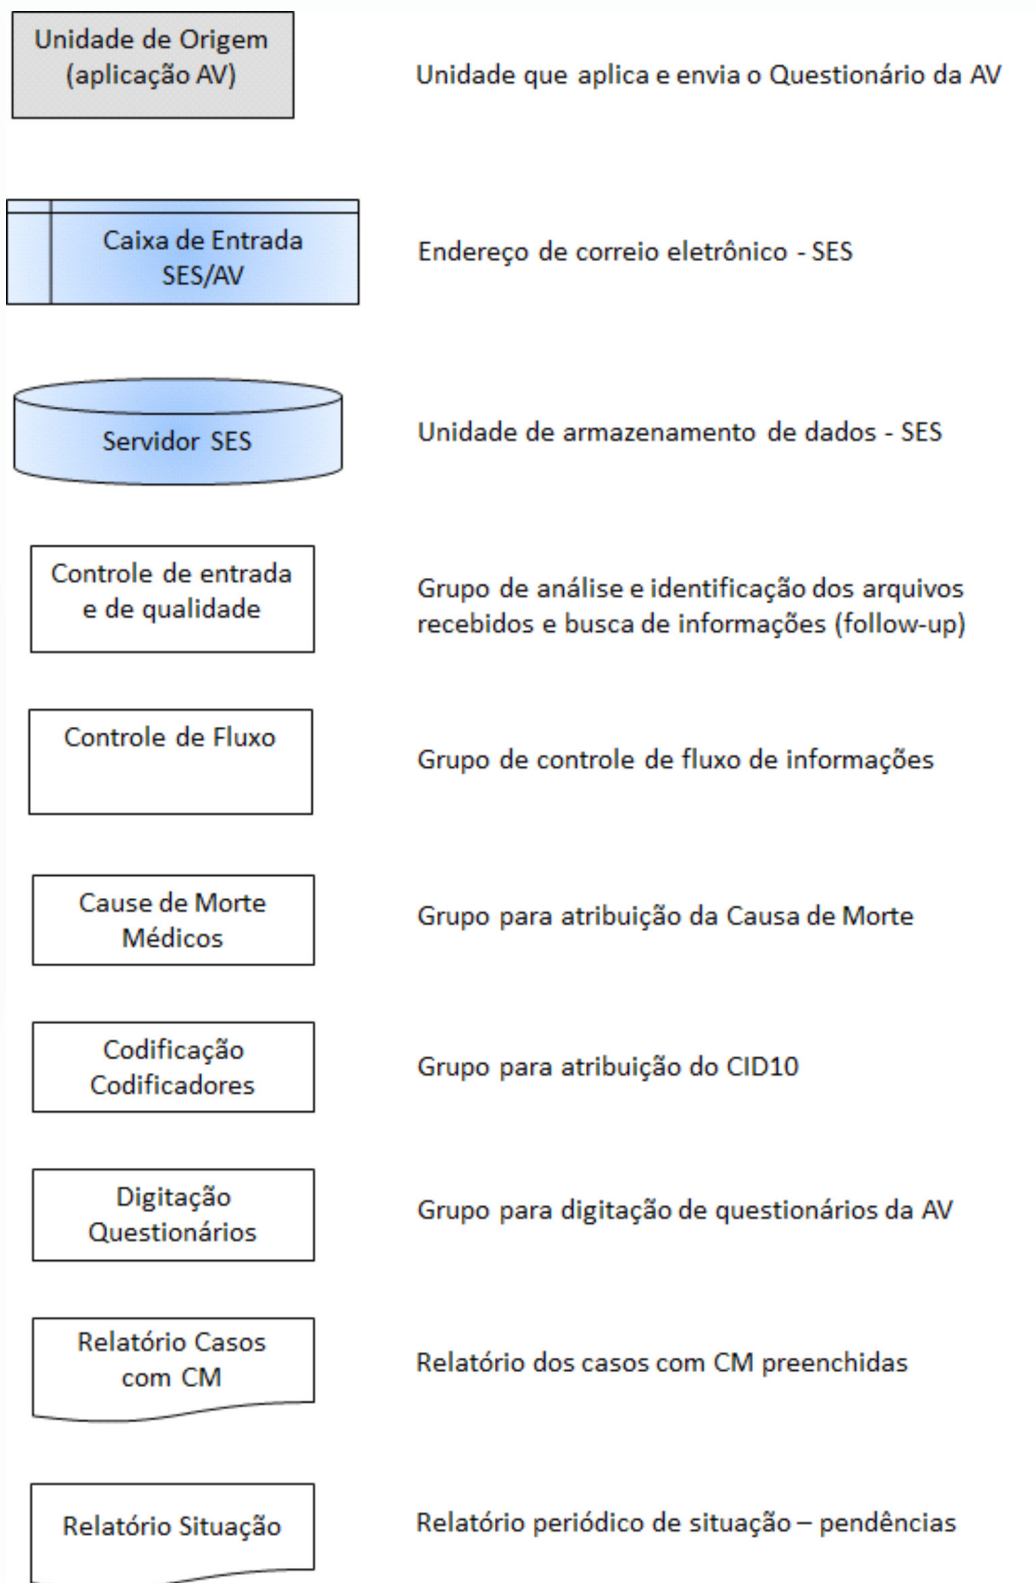 Unidade de Origem
(aplicação AV)
Unidade que aplica e envia o Questionário da AV
Caixa de Entrada
SES/AV
Endereço de correio eletrônico - SES
Servidor SES
Unidade de armazenamento de dados - SES
Controle de entrada
e de qualidade
Grupo de análise e identificação dos arquivos
recebidos e busca de informações (follow-up)
Controle de Fluxo
Grupo de controle de fluxo de informações
Cause de Morte
Médicos
Grupo para atribuição da Causa de Morte
Codificação
Codificadores
Grupo para atribuição do CID10
Digitação
Questionários
Grupo para digitação de questionários da AV
Relatório Casos
com CM
Relatório dos casos com CM preenchidas
Relatório Situação
Relatório periódico de situação – pendências